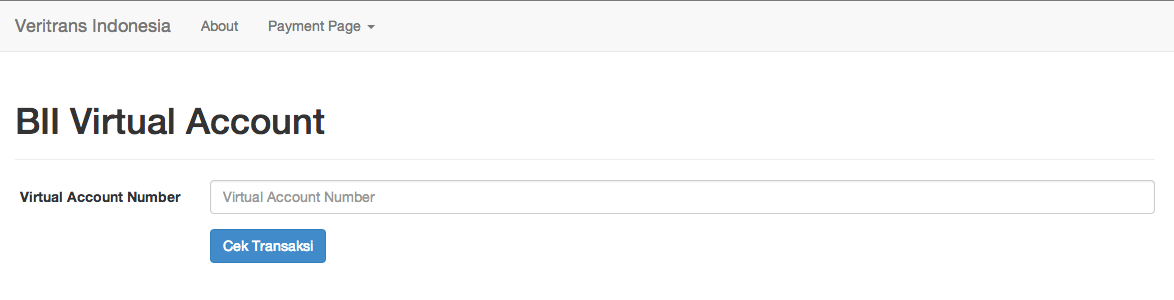 Veritrans Indonesia About Payment Page
BII Virtual Account
Virtual Account Number Virtual Account Number
Cek Transaksi